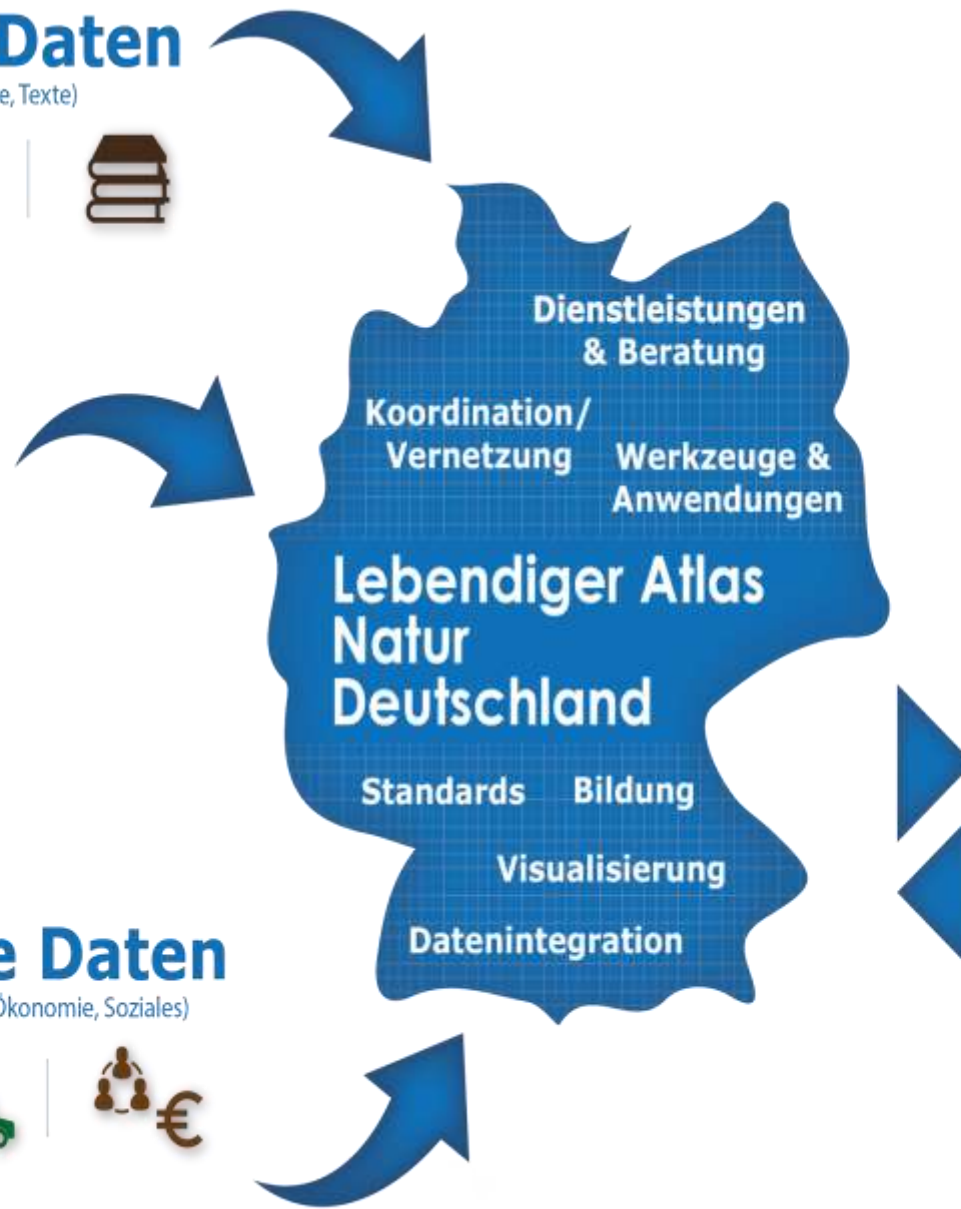 Daten
e, Texte)
Dienstleistungen
& Beratung
Koordination/
Vernetzung
Werkzeuge &
Anwendungen
Lebendiger Atlas
Natur
Deutschland
Standards
Bildung
Visualisierung
Datenintegration
e Daten
Ökonomie, Soziales)
€